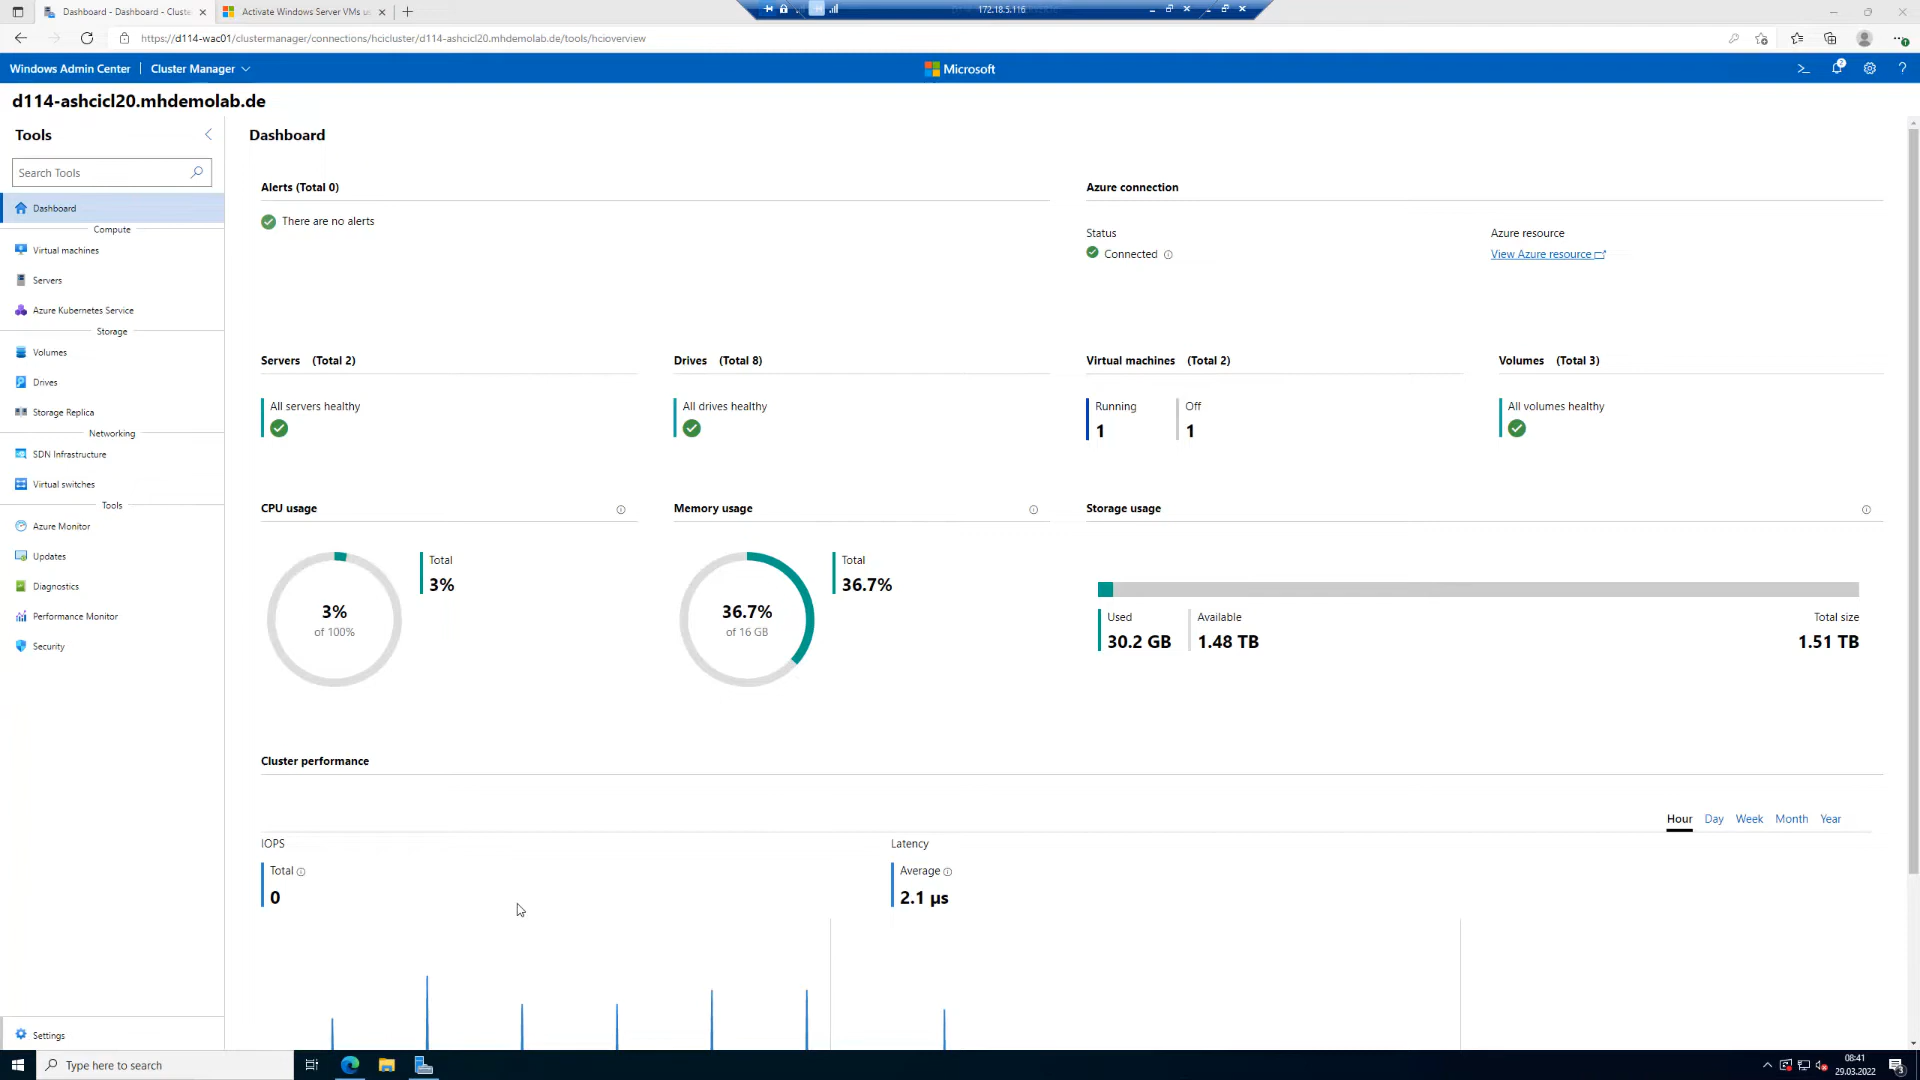 Dashboard - Dashboard - Cluste
Activate Windows Server VMs u
172.18.5.116
https://d114-wac01/clustermanager/connections/hcicluster/d114-ashcicl20.mhdemolab.de/tools/hcioverview
Windows Admin Center
Cluster Manager
Microsoft
d114-ashcicl20.mhdemolab.de
Tools
Search Tools
Dashboard
Compute
Virtual machines
Servers
Azure Kubernetes Service
Storage
Volumes
Drives
Storage Replica
Networking
SDN Infrastructure
Virtual switches
Tools
Azure Monitor
Updates
Diagnostics
Performance Monitor
Security
Settings
Dashboard
Alerts (Total 0)
There are no alerts
Azure connection
Status
Connected
Azure resource
View Azure resource
Servers (Total 2)
All servers healthy
Drives (Total 8)
All drives healthy
Virtual machines (Total 2)
Running
1
Off
1
Volumes (Total 3)
All volumes healthy
CPU usage
3%
of 100%
Total
3%
Memory usage
36.7%
of 16 GB
Total
36.7%
Storage usage
Used
30.2 GB
Available
1.48 TB
Total size
1.51 TB
Cluster performance
Hour Day Week Month Year
IOPS
Total
0
Latency
Average
2.1 µs
Type here to search
08:41
29.03.2022